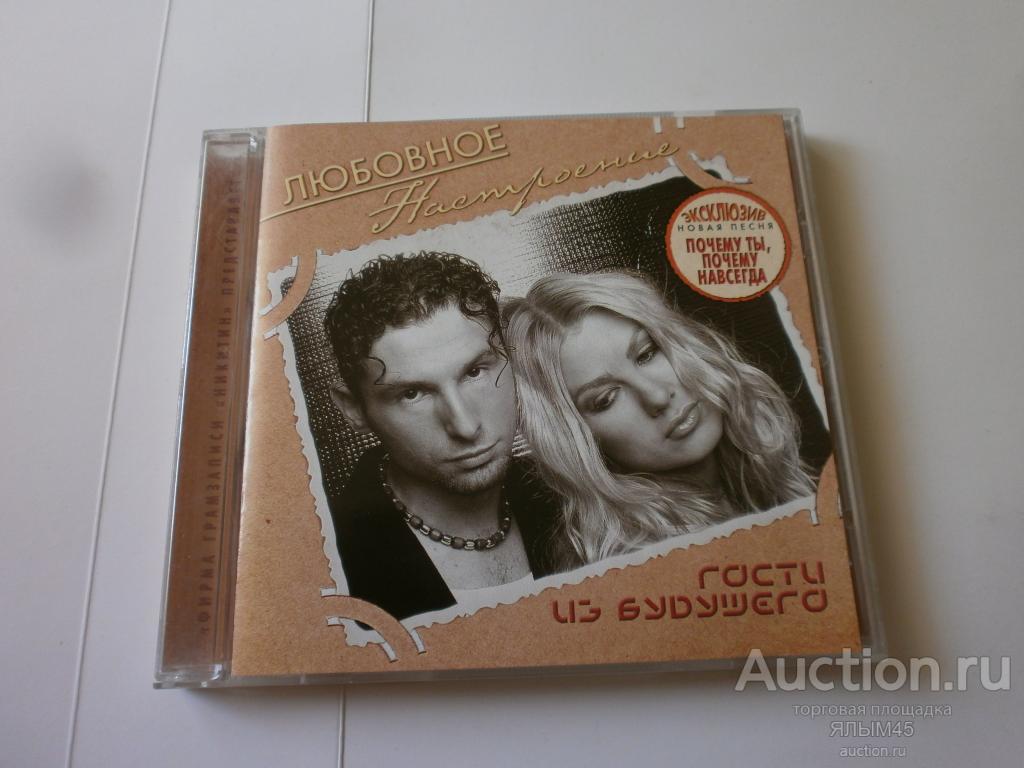 ЛЮБОВНОЕ
Настроение
ЭКСКЛЮЗИВ
НОВАЯ ПЕСНЯ
ПОЧЕМУ ТЫ,
ПОЧЕМУ
НАВСЕГДА
«ФИРМА ГРАМЗАПИСИ «НИКИТИН» ПРЕДСТАВЛЯЕТ
ГОСТИ
ИЗ БУДУЩЕГО
Auction.ru
торговая площадка
ЯЛЫМ45
auction.ru